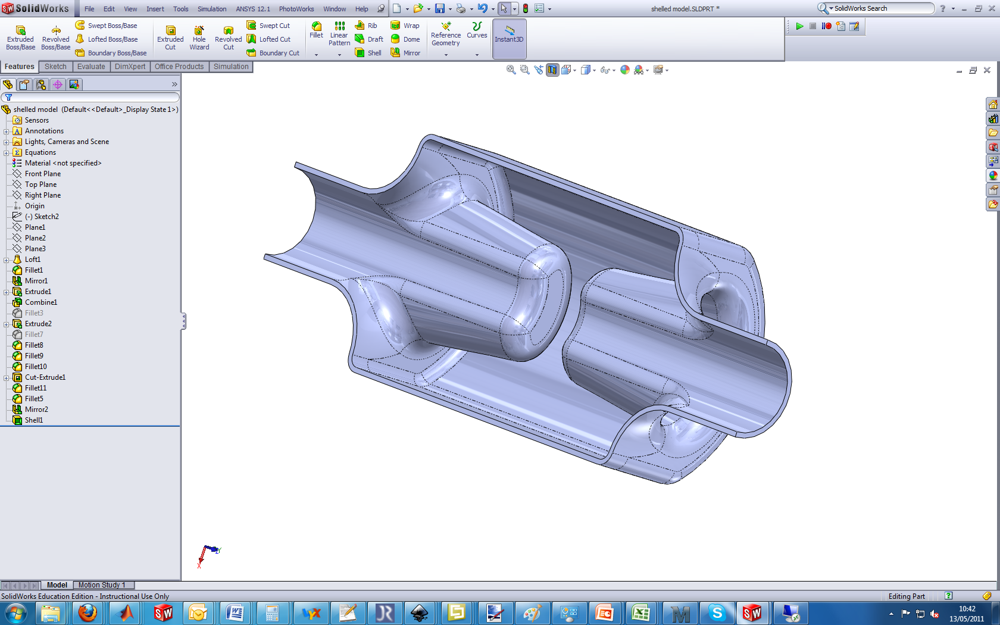 SolidWorks File Edit View Insert Tools Simulation ANSYS 12.1 PhotoWorks Window Help shelled model.SLDPRT * SolidWorks Search
Extruded Boss/Base
Revolved Boss/Base
Swept Boss/Base
Lofted Boss/Base
Boundary Boss/Base
Extruded Cut
Hole Wizard
Revolved Cut
Swept Cut
Lofted Cut
Boundary Cut
Fillet
Linear Pattern
Rib
Draft
Shell
Wrap
Dome
Mirror
Reference Geometry
Curves
Instant3D
Features Sketch Evaluate DimXpert Office Products Simulation
shelled model (Default<<Default>_Display State 1>)
Sensors
Annotations
Lights, Cameras and Scene
Equations
Material <not specified>
Front Plane
Top Plane
Right Plane
Origin
(-) Sketch2
Plane1
Plane2
Plane3
Loft1
Fillet1
Mirror1
Extrude1
Combine1
Fillet3
Extrude2
Fillet7
Fillet8
Fillet9
Fillet10
Cut-Extrude1
Fillet11
Fillet5
Mirror2
Shell1
X
Model Motion Study 1
SolidWorks Education Edition - Instructional Use Only Editing Part
10:42
13/05/2011